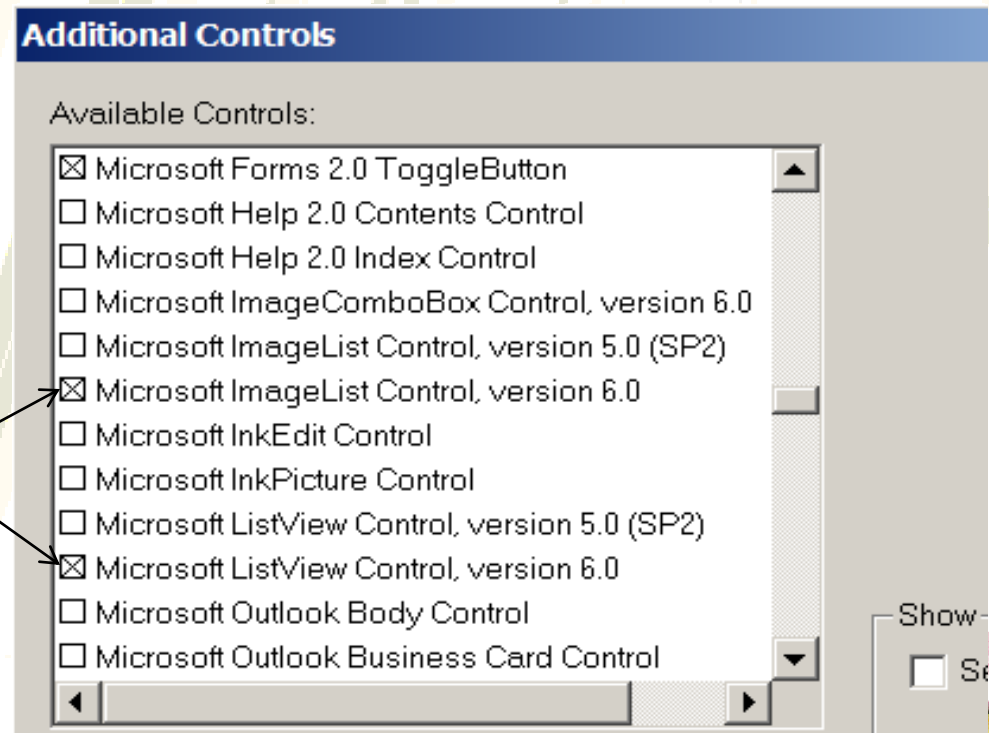 Additional Controls
Available Controls:
Microsoft Forms 2.0 ToggleButton
Microsoft Help 2.0 Contents Control
Microsoft Help 2.0 Index Control
Microsoft ImageComboBox Control, version 6.0
Microsoft ImageList Control, version 5.0 (SP2)
Microsoft ImageList Control, version 6.0
Microsoft InkEdit Control
Microsoft InkPicture Control
Microsoft ListView Control, version 5.0 (SP2)
Microsoft ListView Control, version 6.0
Microsoft Outlook Body Control
Microsoft Outlook Business Card Control
Show